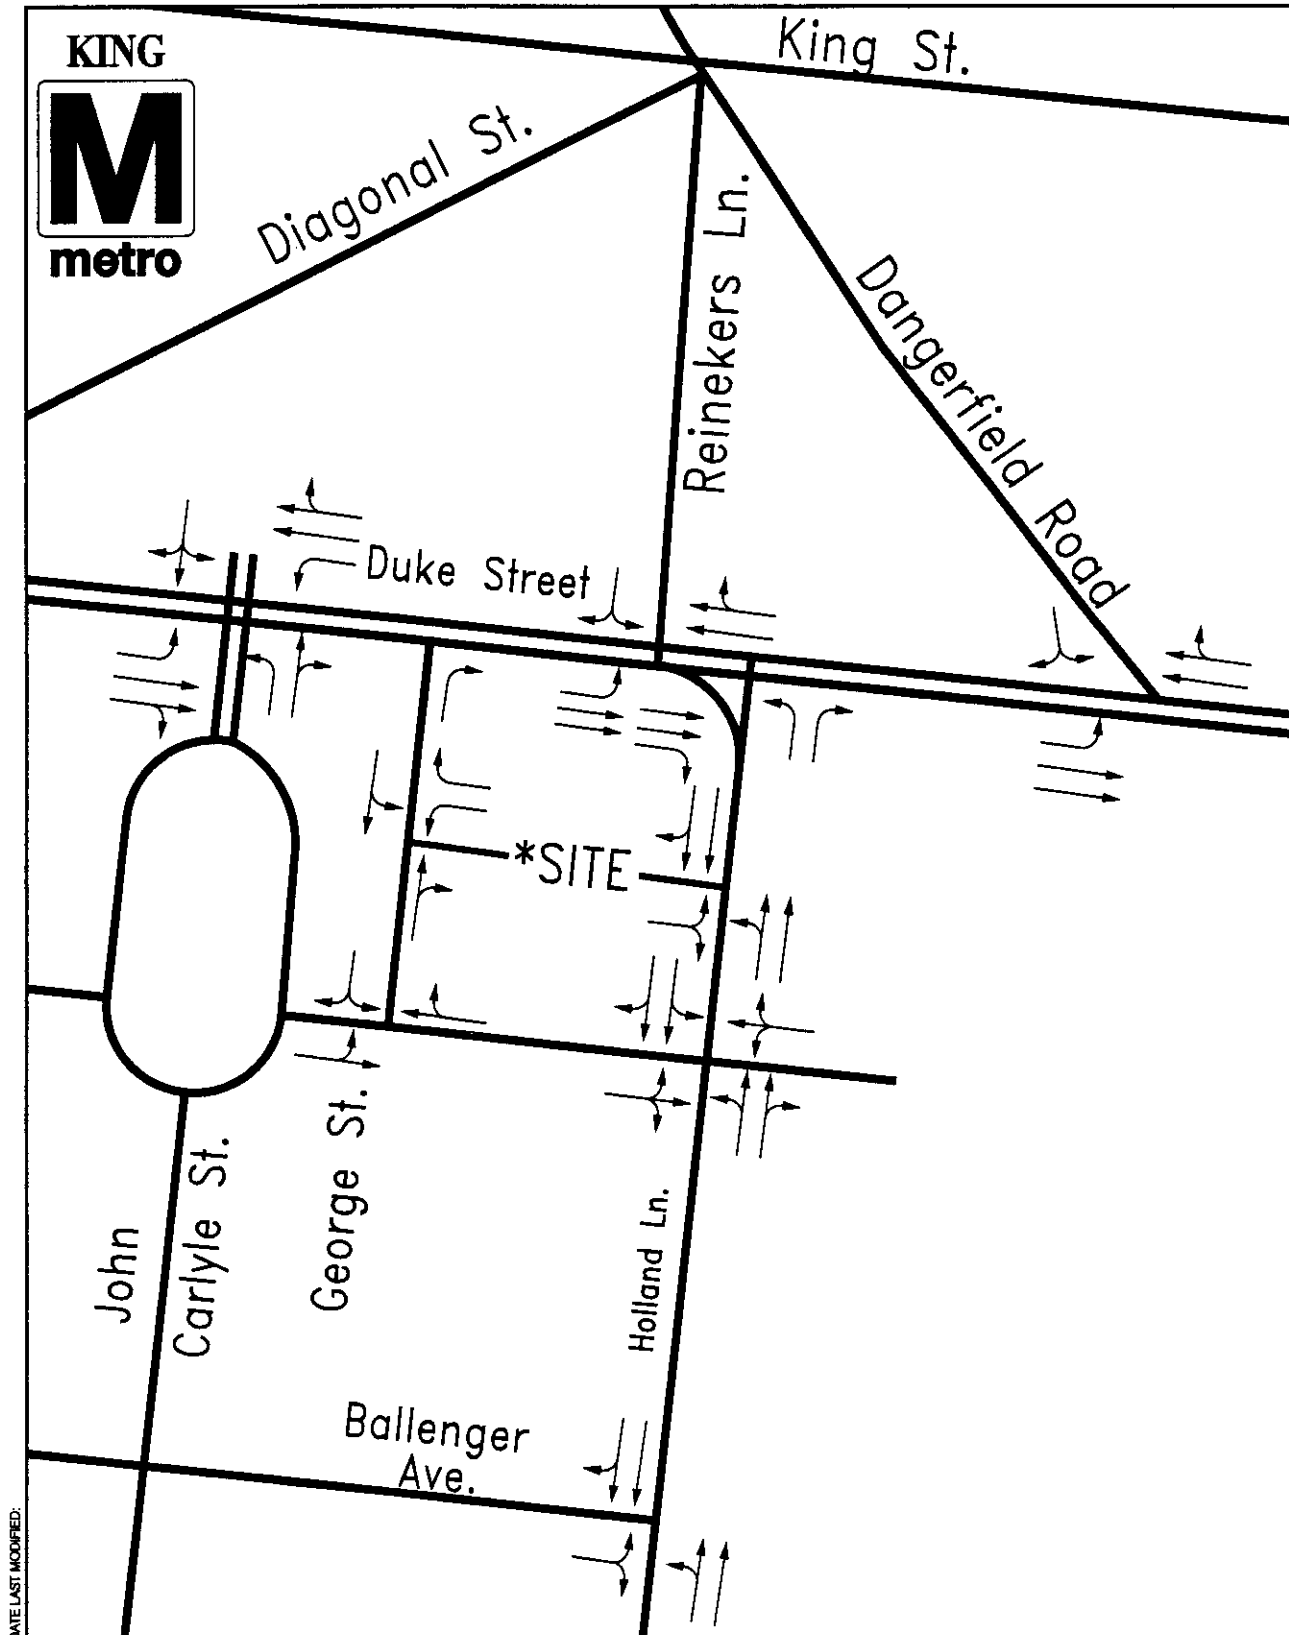 KING
M
metro
King St.
Diagonal St.
Reinekers Ln.
Dangerfield Road
Duke Street
*SITE
John
Carlyle St.
George St.
Holland Ln.
Ballenger
Ave.
DATE LAST MODIFIED: